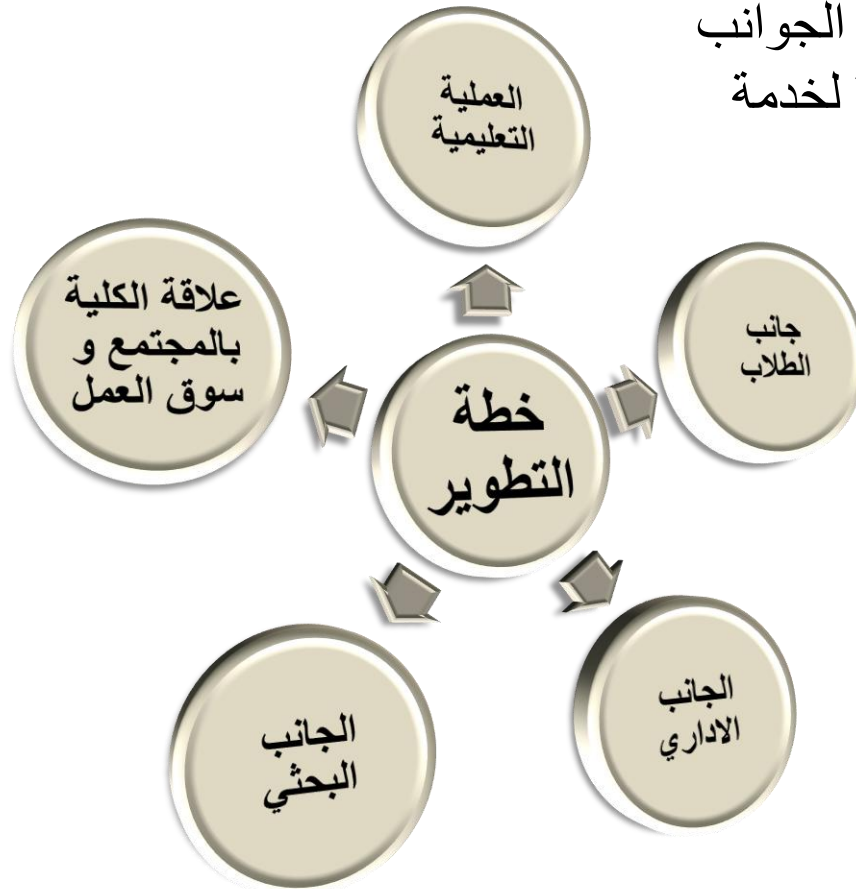 الجوانب
لخدمة
العملية
التعليمية
جانب
الطلاب
علاقة الكلية
بالمجتمع و
سوق العمل
خطة
التطوير
الجانب
الاداري
الجانب
البحثي